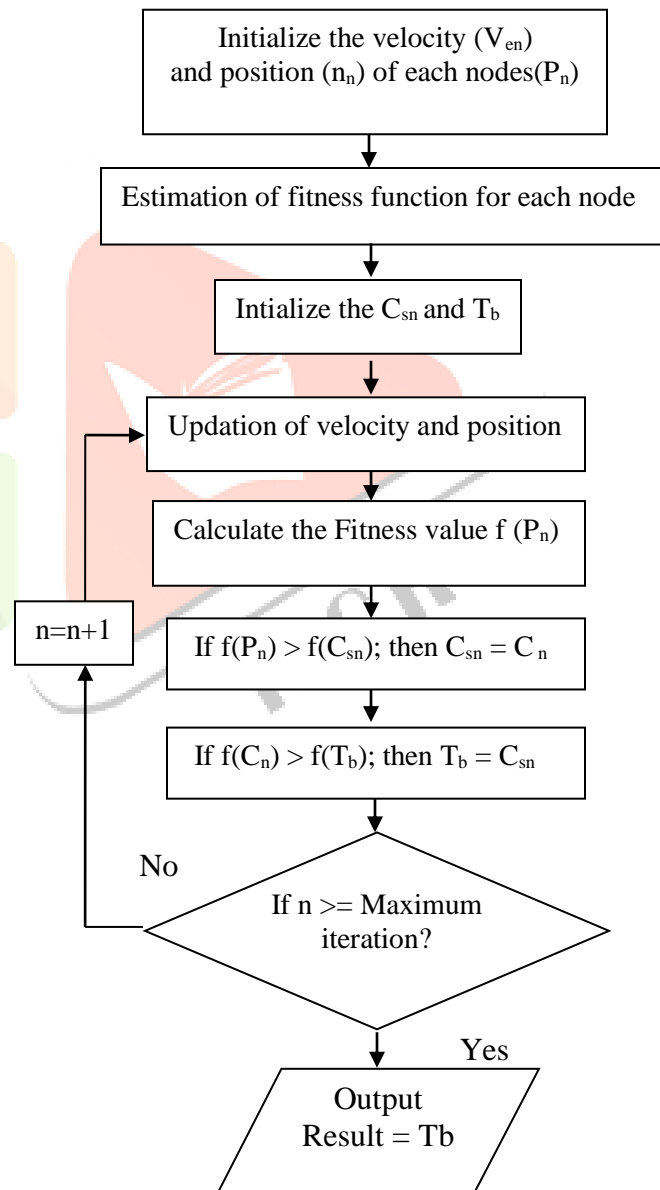 Initialize the velocity (Ven)
and position (nn) of each nodes(Pn)
Estimation of fitness function for each node
Intialize the Csn and Tb
Updation of velocity and position
Calculate the Fitness value f (Pn)
n=n+1
If f(Pn) > f(Csn); then Csn = C n
If f(Cn) > f(Tb); then Tb = Csn
No
If n >= Maximum
iteration?
Yes
Output
Result = Tb